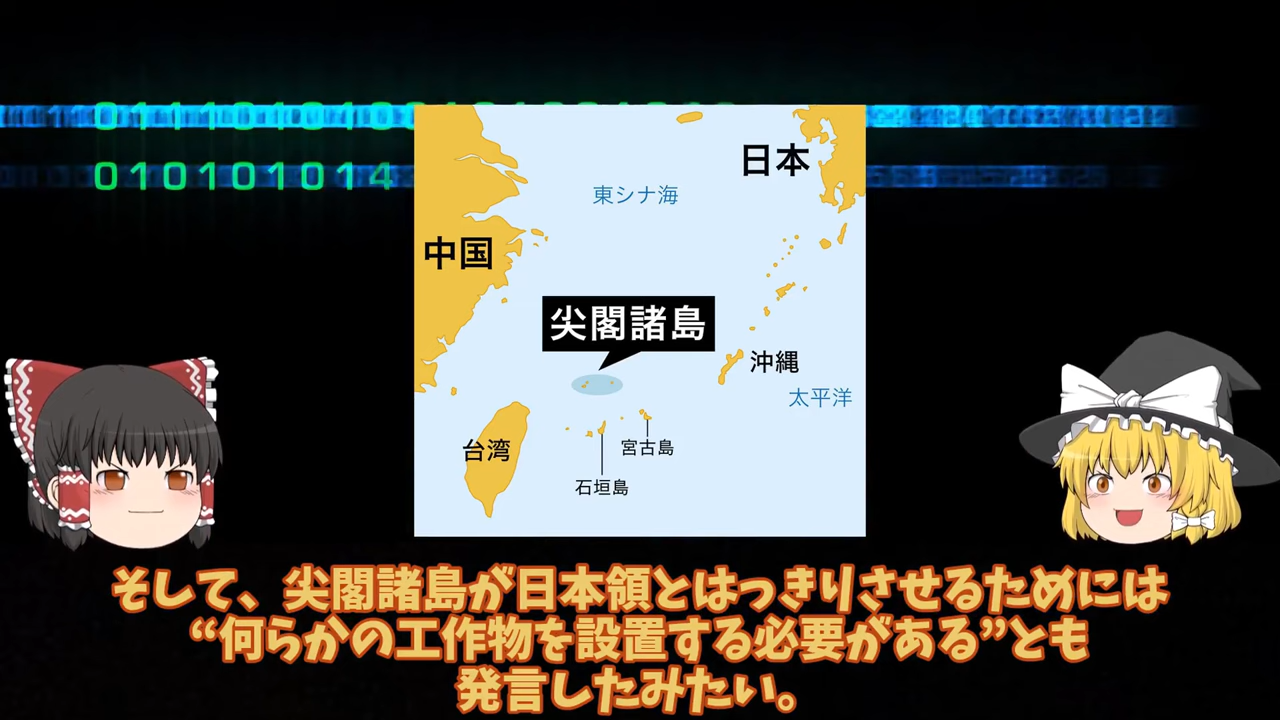 010101014
日本
東シナ海
中国
尖閣諸島
沖縄
太平洋
台湾
宮古島
石垣島
そして、尖閣諸島が日本領とはっきりさせるためには
“何らかの工作物を設置する必要がある”とも
発言したみたい。